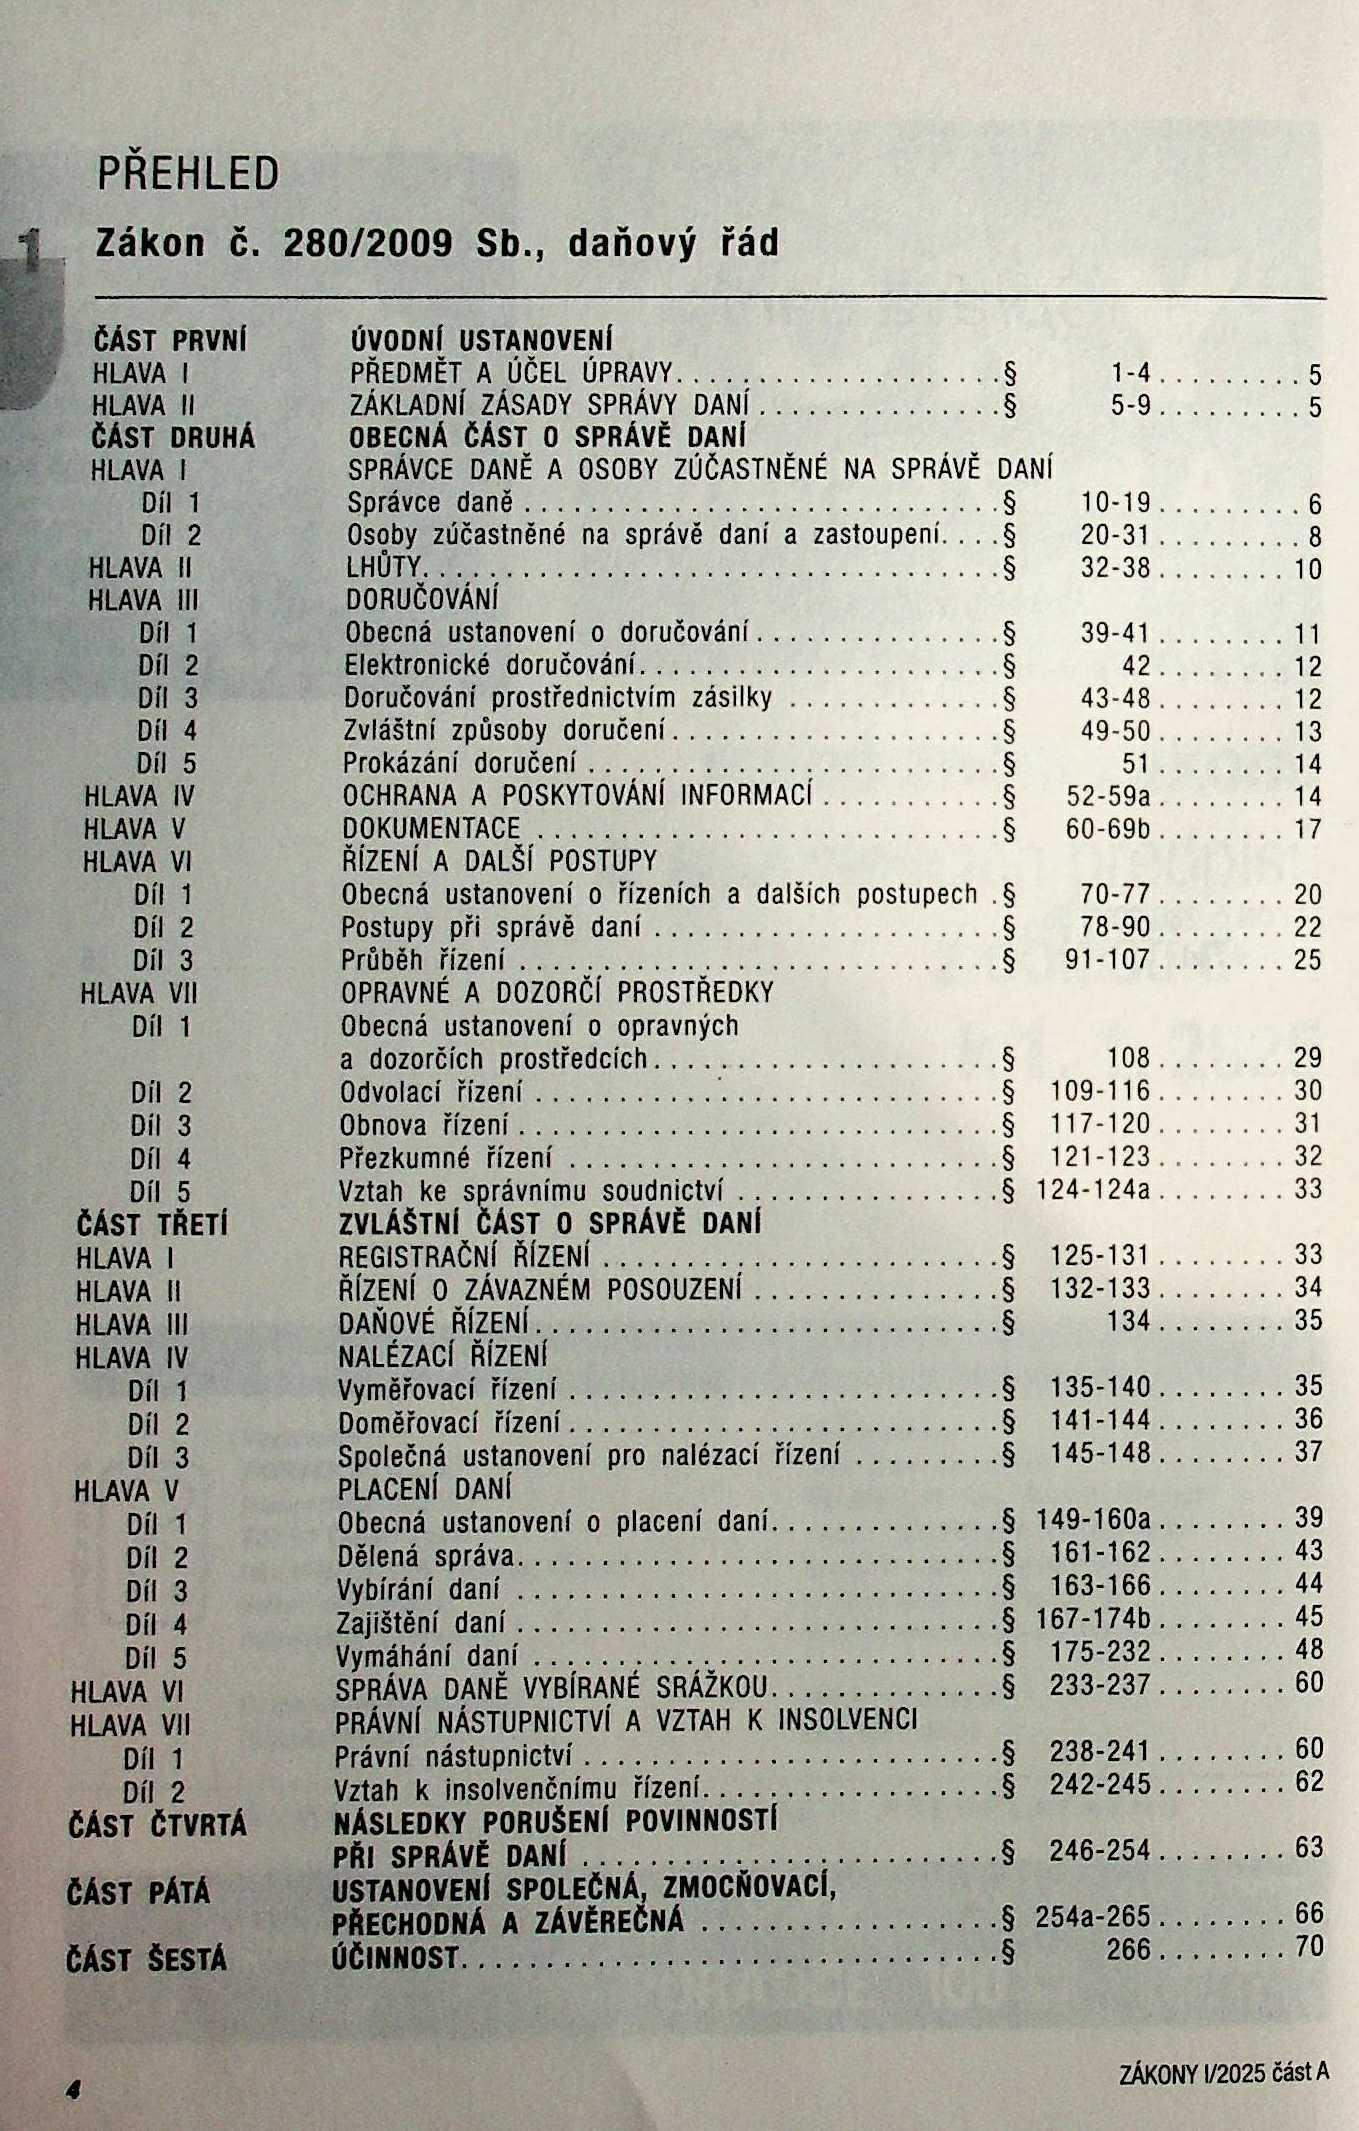 PŘEHLED
1
Zákon č. 280/2009 Sb., daňový řád
ČÁST PRVNÍ ÚVODNÍ USTANOVENÍ
HLAVA I PŘEDMĚT A ÚČEL ÚPRAVY. . . . . . . . . . . . . . . . . . . .§ 1-4 . . . . . . . . . 5
HLAVA II ZÁKLADNÍ ZÁSADY SPRÁVY DANÍ . . . . . . . . . . . . . . .§ 5-9 . . . . . . . . . 5
ČÁST DRUHÁ OBECNÁ ČÁST O SPRÁVĚ DANÍ
HLAVA I SPRÁVCE DANĚ A OSOBY ZÚČASTNĚNÉ NA SPRÁVĚ DANÍ
Díl 1 Správce daně . . . . . . . . . . . . . . . . . . . . . . . . . . . . .§ 10-19 . . . . . . . . . 6
Díl 2 Osoby zúčastněné na správě daní a zastoupení. . . .§ 20-31 . . . . . . . . . 8
HLAVA II LHŮTY. . . . . . . . . . . . . . . . . . . . . . . . . . . . . . . . . . .§ 32-38 . . . . . . . . 10
HLAVA III DORUČOVÁNÍ
Díl 1 Obecná ustanovení o doručování . . . . . . . . . . . . . . .§ 39-41 . . . . . . . . 11
Díl 2 Elektronické doručování. . . . . . . . . . . . . . . . . . . . . .§ 42 . . . . . . . . 12
Díl 3 Doručování prostřednictvím zásilky . . . . . . . . . . . . .§ 43-48 . . . . . . . . 12
Díl 4 Zvláštní způsoby doručení. . . . . . . . . . . . . . . . . . . .§ 49-50 . . . . . . . . 13
Díl 5 Prokázání doručení . . . . . . . . . . . . . . . . . . . . . . . . .§ 51 . . . . . . . . 14
HLAVA IV OCHRANA A POSKYTOVÁNÍ INFORMACÍ . . . . . . . . . . .§ 52-59a . . . . . . . . 14
HLAVA V DOKUMENTACE . . . . . . . . . . . . . . . . . . . . . . . . . . . .§ 60-69b . . . . . . . . 17
HLAVA VI ŘÍZENÍ A DALŠÍ POSTUPY
Díl 1 Obecná ustanovení o řízeních a dalších postupech .§ 70-77 . . . . . . . . 20
Díl 2 Postupy při správě daní . . . . . . . . . . . . . . . . . . . . .§ 78-90 . . . . . . . . 22
Díl 3 Průběh řízení . . . . . . . . . . . . . . . . . . . . . . . . . . . . .§ 91-107 . . . . . . . . 25
HLAVA VII OPRAVNÉ A DOZORČÍ PROSTŘEDKY
Díl 1 Obecná ustanovení o opravných
a dozorčích prostředcích. . . . . . . . . . . . . . . . . . . . .§ 108 . . . . . . . . 29
Díl 2 Odvolací řízení . . . . . . . . . . . . . . . . . . . . . . . . . . . .§ 109-116 . . . . . . . . 30
Díl 3 Obnova řízení . . . . . . . . . . . . . . . . . . . . . . . . . . . . .§ 117-120 . . . . . . . . 31
Díl 4 Přezkumné řízení . . . . . . . . . . . . . . . . . . . . . . . . . .§ 121-123 . . . . . . . . 32
Díl 5 Vztah ke správnímu soudnictví . . . . . . . . . . . . . . . .§ 124-124a . . . . . . . . 33
ČÁST TŘETÍ ZVLÁŠTNÍ ČÁST O SPRÁVĚ DANÍ
HLAVA I REGISTRAČNÍ ŘÍZENÍ . . . . . . . . . . . . . . . . . . . . . . . .§ 125-131 . . . . . . . . 33
HLAVA II ŘÍZENÍ O ZÁVAZNÉM POSOUZENÍ . . . . . . . . . . . . . . .§ 132-133 . . . . . . . . 34
HLAVA III DAŇOVÉ ŘÍZENÍ. . . . . . . . . . . . . . . . . . . . . . . . . . . .§ 134 . . . . . . . . 35
HLAVA IV NALÉZACÍ ŘÍZENÍ
Díl 1 Vyměřovací řízení . . . . . . . . . . . . . . . . . . . . . . . . . .§ 135-140 . . . . . . . . 35
Díl 2 Doměřovací řízení . . . . . . . . . . . . . . . . . . . . . . . . . .§ 141-144 . . . . . . . . 36
Díl 3 Společná ustanovení pro nalézací řízení . . . . . . . . .§ 145-148 . . . . . . . . 37
HLAVA V PLACENÍ DANÍ
Díl 1 Obecná ustanovení o placení daní. . . . . . . . . . . . . .§ 149-160a . . . . . . . . 39
Díl 2 Dělená správa. . . . . . . . . . . . . . . . . . . . . . . . . . . . .§ 161-162 . . . . . . . . 43
Díl 3 Vybírání daní . . . . . . . . . . . . . . . . . . . . . . . . . . . . .§ 163-166 . . . . . . . . 44
Díl 4 Zajištění daní . . . . . . . . . . . . . . . . . . . . . . . . . . . . .§ 167-174b . . . . . . . . 45
Díl 5 Vymáhání daní . . . . . . . . . . . . . . . . . . . . . . . . . . . .§ 175-232 . . . . . . . . 48
HLAVA VI SPRÁVA DANĚ VYBÍRANÉ SRÁŽKOU. . . . . . . . . . . . . .§ 233-237 . . . . . . . . 60
HLAVA VII PRÁVNÍ NÁSTUPNICTVÍ A VZTAH K INSOLVENCI
Díl 1 Právní nástupnictví . . . . . . . . . . . . . . . . . . . . . . . . .§ 238-241 . . . . . . . . 60
Díl 2 Vztah k insolvenčnímu řízení. . . . . . . . . . . . . . . . . .§ 242-245 . . . . . . . . 62
ČÁST ČTVRTÁ NÁSLEDKY PORUŠENÍ POVINNOSTÍ
PŘI SPRÁVĚ DANÍ . . . . . . . . . . . . . . . . . . . . . . . . .§ 246-254 . . . . . . . . 63
ČÁST PÁTÁ USTANOVENÍ SPOLEČNÁ, ZMOCŇOVACÍ,
PŘECHODNÁ A ZÁVĚREČNÁ . . . . . . . . . . . . . . . . . .§ 254a-265 . . . . . . . . 66
ČÁST ŠESTÁ ÚČINNOST. . . . . . . . . . . . . . . . . . . . . . . . . . . . . . . .§ 266 . . . . . . . . 70
4 ZÁKONY I/2025 část A